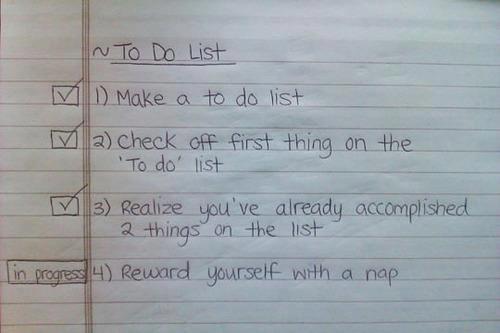 ~ To Do List
1) Make a to do list
2) Check off first thing on the
'To do' list
3) Realize you've already accomplished
2 things on the list
in progress 4) Reward yourself with a nap